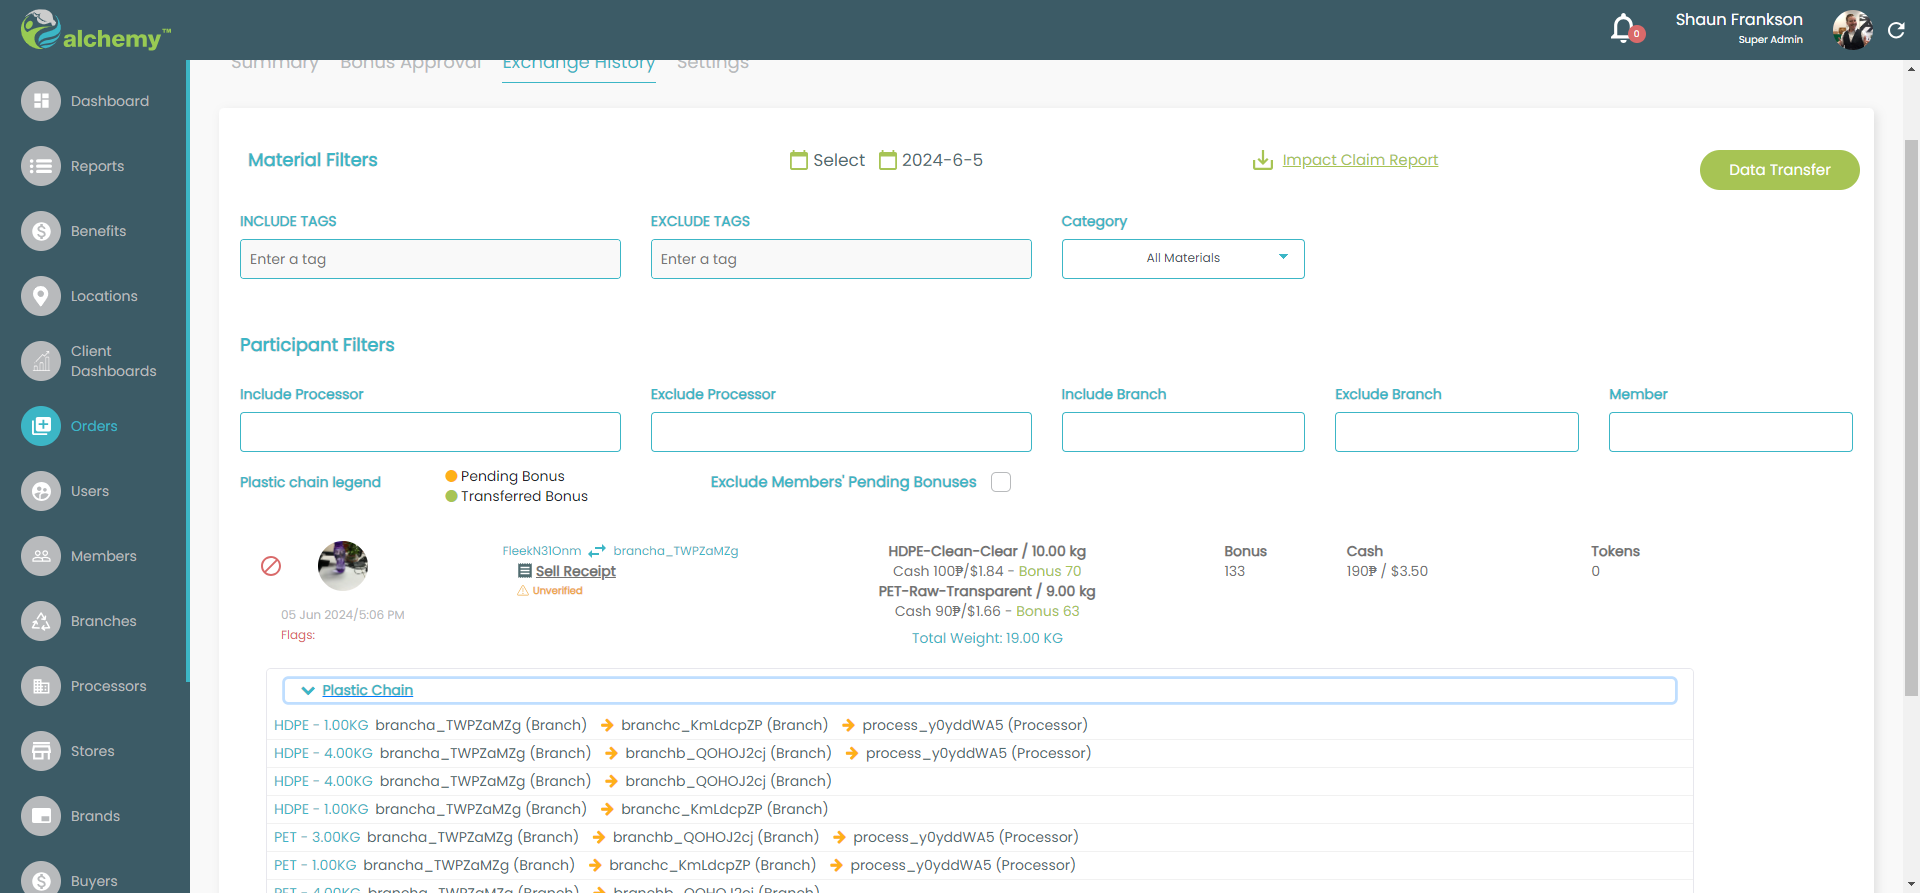 alchemy™
0
Shaun Frankson
Super Admin
Dashboard
Reports
Benefits
Locations
Client
Dashboards
Orders
Users
Members
Branches
Processors
Stores
Brands
Buyers
Summary Bonus Approval Exchange History Settings
Material Filters
Select 2024-6-5
Impact Claim Report
Data Transfer
INCLUDE TAGS
EXCLUDE TAGS
Category
Enter a tag
Enter a tag
All Materials
Participant Filters
Include Processor
Exclude Processor
Include Branch
Exclude Branch
Member
Plastic chain legend
Pending Bonus
Transferred Bonus
Exclude Members' Pending Bonuses
05 Jun 2024/5:06 PM
Flags:
FleekN31Onm brancha_TWPZaMZg
Sell Receipt
Unverified
HDPE-Clean-Clear / 10.00 kg
Cash 100₱/$1.84 - Bonus 70
PET-Raw-Transparent / 9.00 kg
Cash 90₱/$1.66 - Bonus 63
Total Weight: 19.00 KG
Bonus
133
Cash
190₱ / $3.50
Tokens
0
Plastic Chain
HDPE - 1.00KG brancha_TWPZaMZg (Branch) branchc_KmLdcpZP (Branch) process_y0yddWA5 (Processor)
HDPE - 4.00KG brancha_TWPZaMZg (Branch) branchb_QOHOJ2cj (Branch) process_y0yddWA5 (Processor)
HDPE - 4.00KG brancha_TWPZaMZg (Branch) branchb_QOHOJ2cj (Branch)
HDPE - 1.00KG brancha_TWPZaMZg (Branch) branchc_KmLdcpZP (Branch)
PET - 3.00KG brancha_TWPZaMZg (Branch) branchb_QOHOJ2cj (Branch) process_y0yddWA5 (Processor)
PET - 1.00KG brancha_TWPZaMZg (Branch) branchc_KmLdcpZP (Branch) process_y0yddWA5 (Processor)
PET - 4.00KG brancha_TWPZaMZg (Branch) branchb_QOHOJ2cj (Branch)